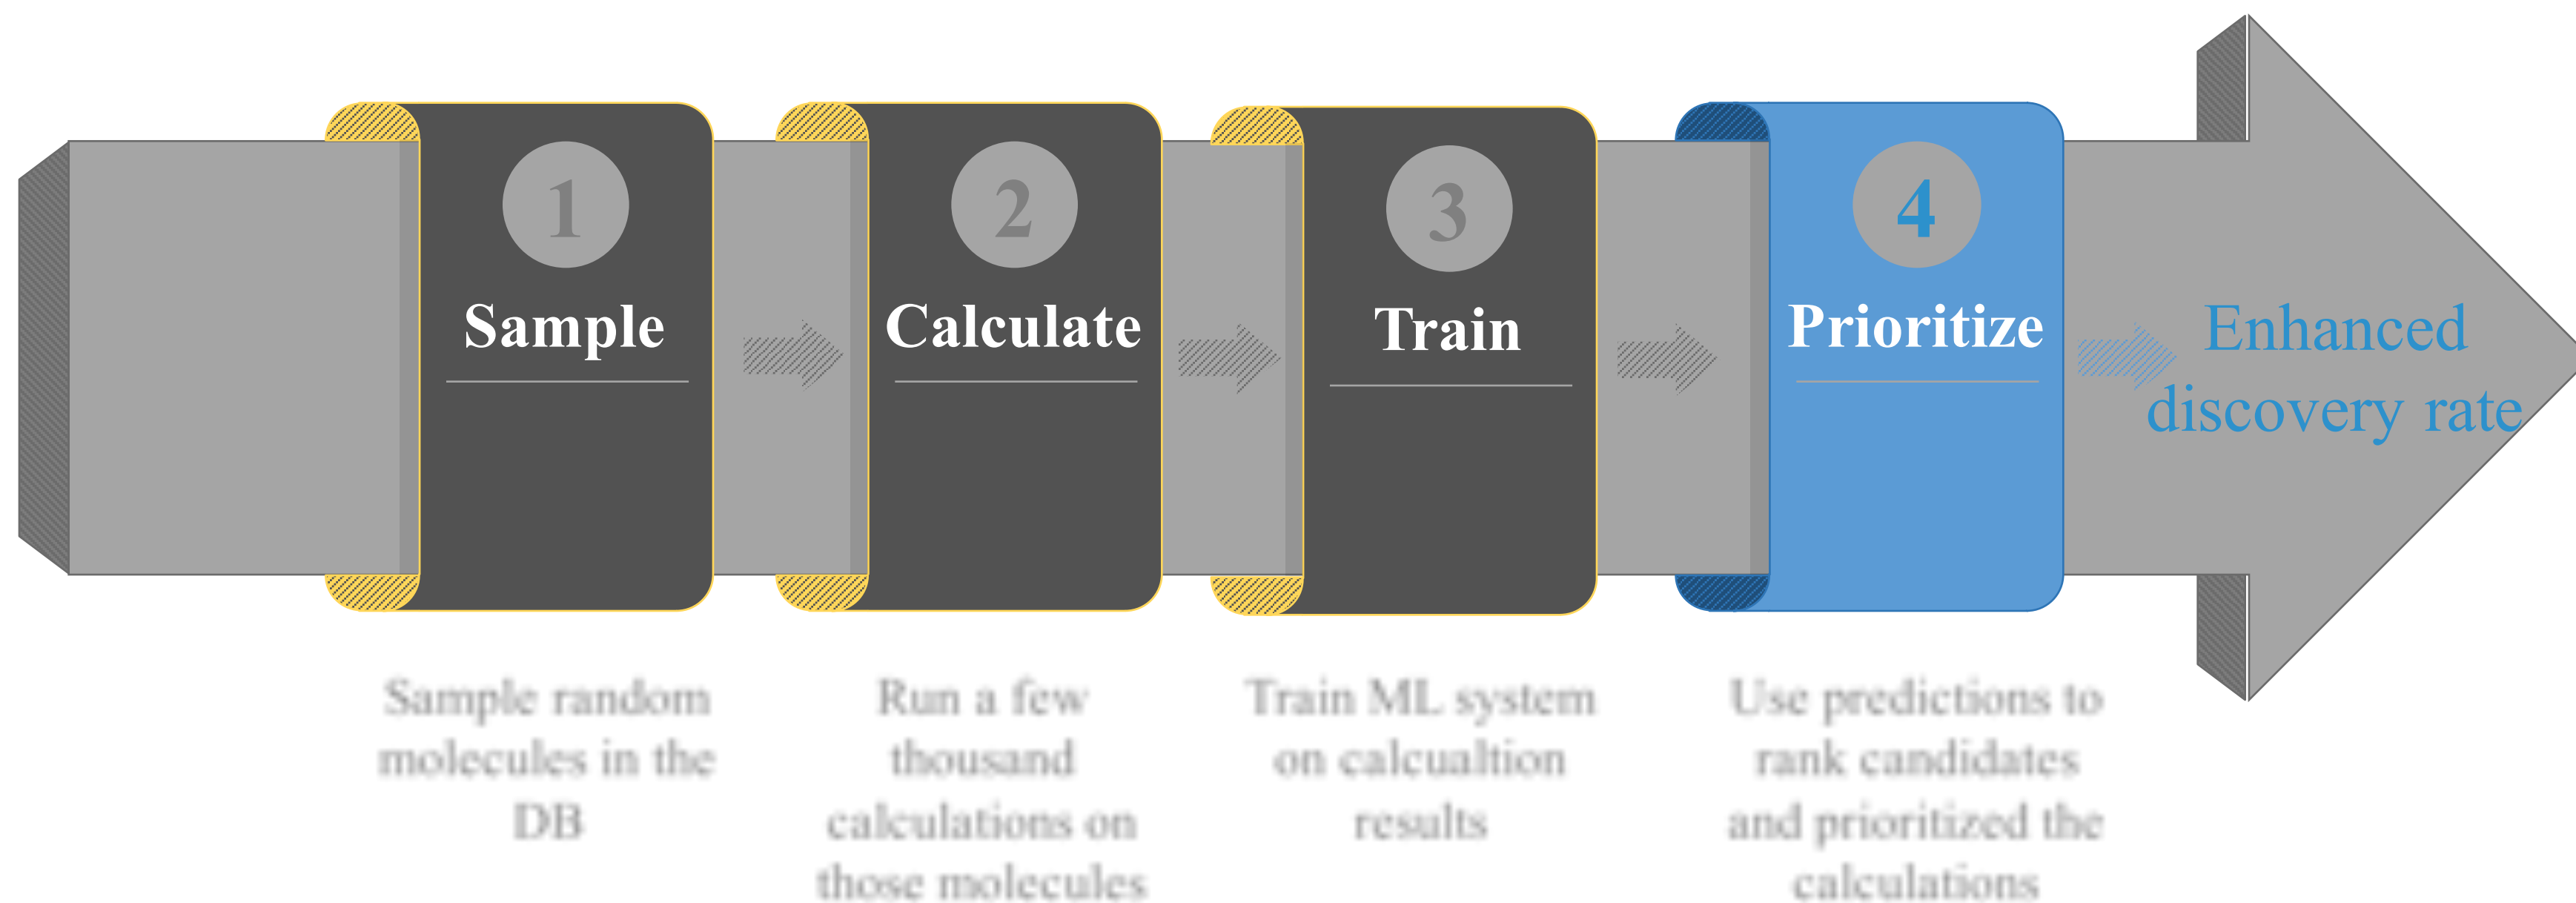 1
Sample
2
Calculate
3
Train
4
Prioritize
Enhanced
discovery rate
Sample random
molecules in the
DB
Run a few
thousand
calculations on
those molecules
Train ML system
on calcualtion
results
Use predictions to
rank candidates
and prioritized the
calculations